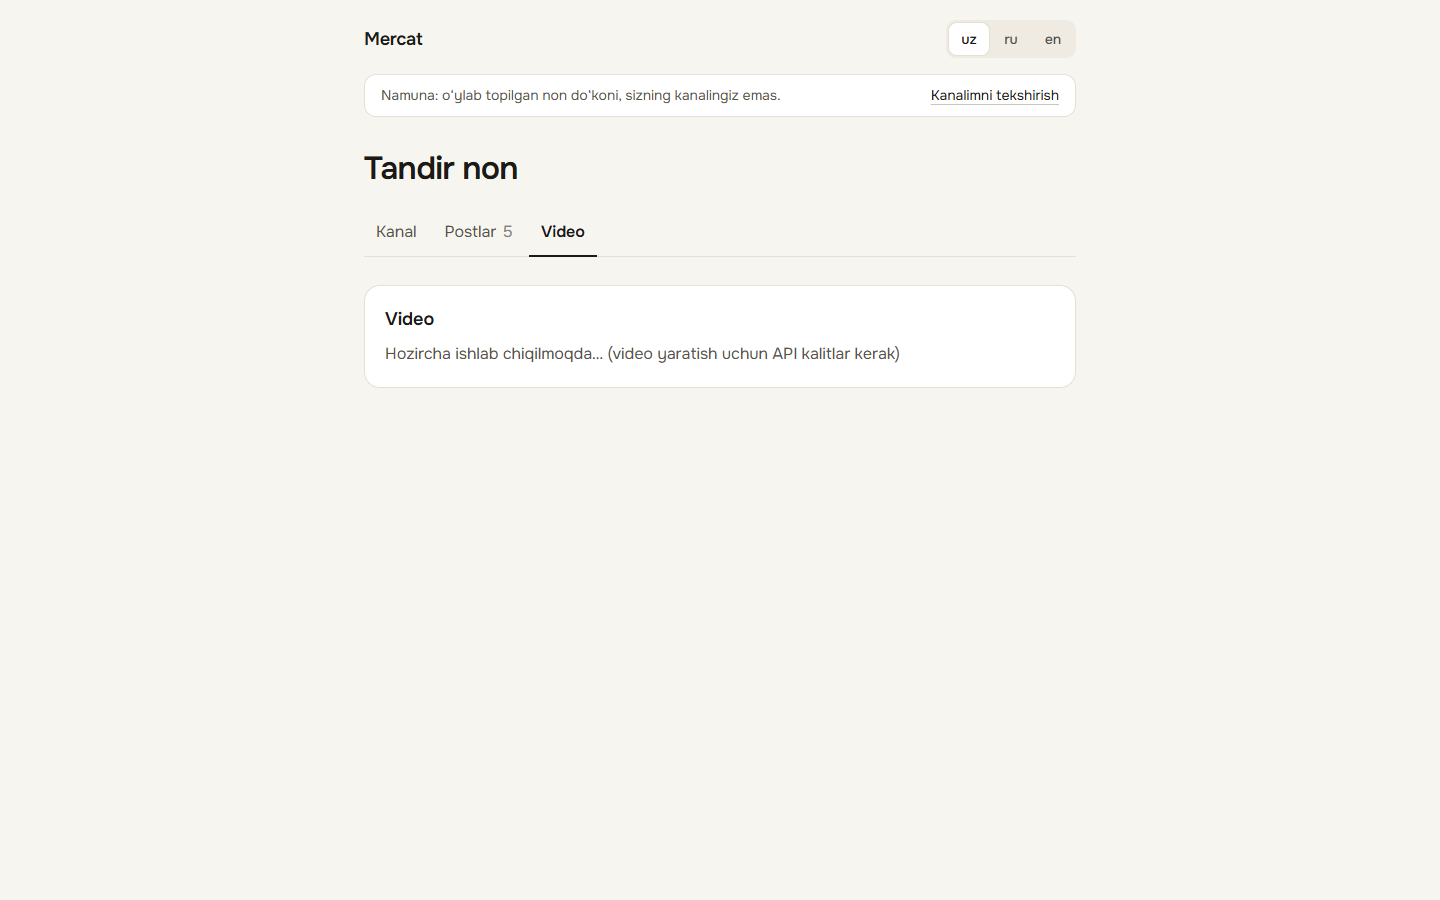 Mercat
uz ru en
Namuna: o'ylab topilgan non do'koni, sizning kanalingiz emas.
Kanalimni tekshirish
Tandir non
Kanal Postlar 5 Video
Video
Hozircha ishlab chiqilmoqda... (video yaratish uchun API kalitlar kerak)